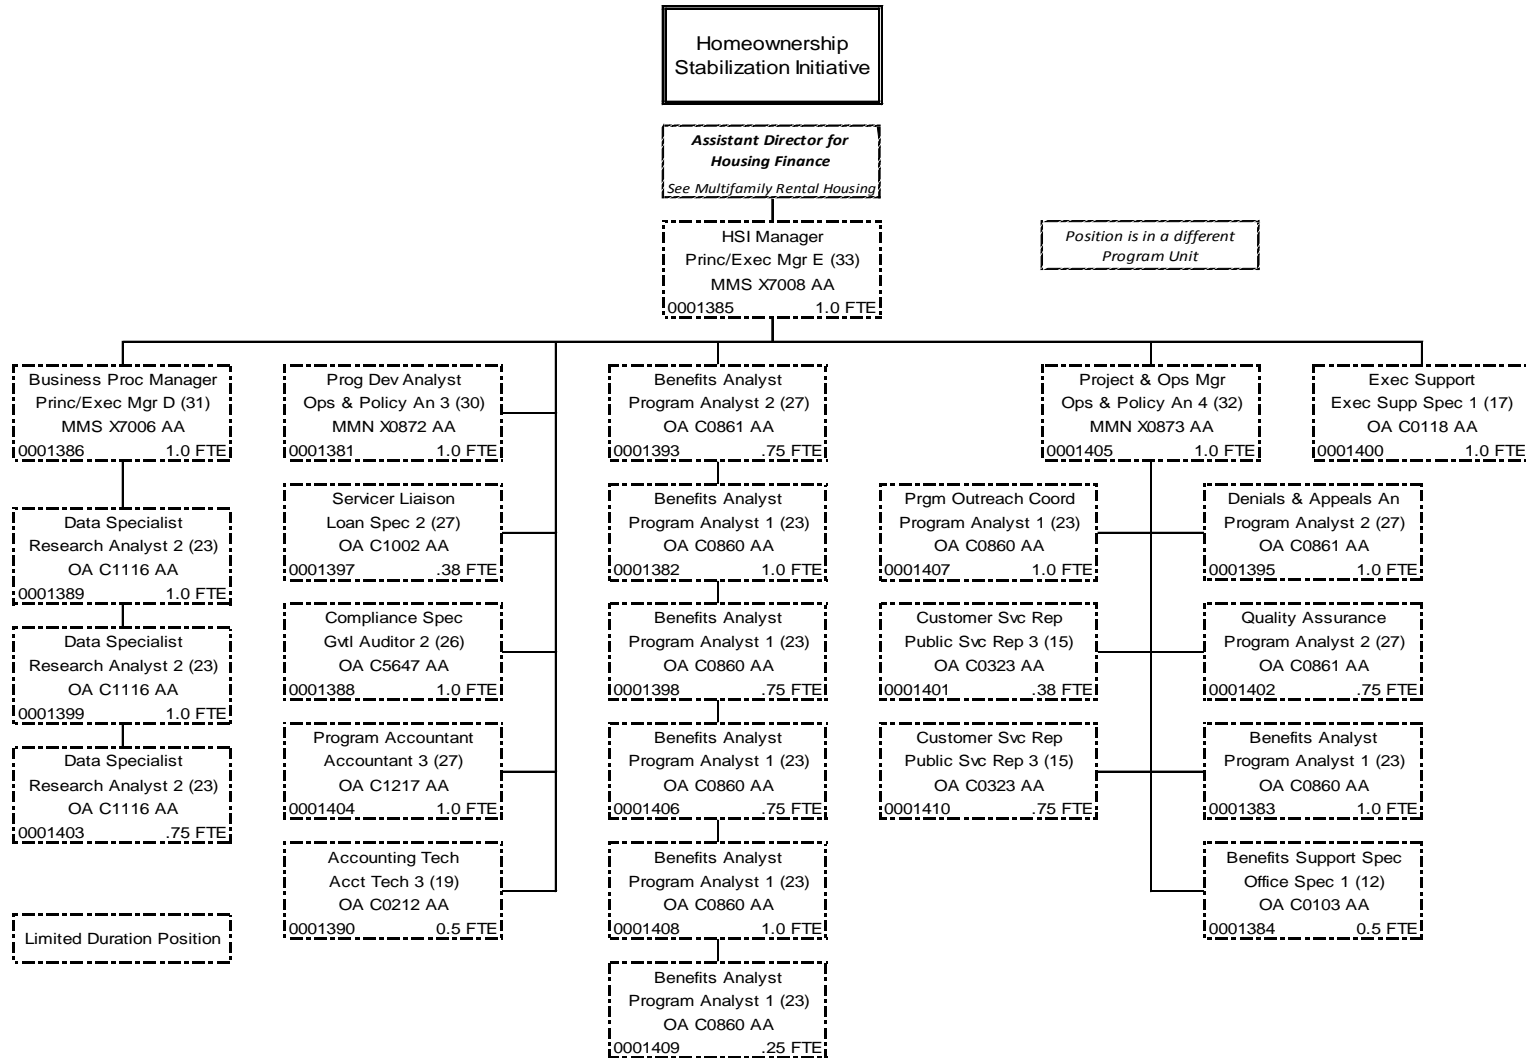 Homeownership
Stabilization Initiative
Assistant Director for
Housing Finance
See Multifamily Rental Housing
HSI Manager
Princ/Exec Mgr E (33)
MMS X7008 AA
0001385 1.0 FTE
Position is in a different
Program Unit
Business Proc Manager
Princ/Exec Mgr D (31)
MMS X7006 AA
0001386 1.0 FTE
Data Specialist
Research Analyst 2 (23)
OA C1116 AA
0001389 1.0 FTE
Data Specialist
Research Analyst 2 (23)
OA C1116 AA
0001399 1.0 FTE
Data Specialist
Research Analyst 2 (23)
OA C1116 AA
0001403 .75 FTE
Limited Duration Position
Prog Dev Analyst
Ops & Policy An 3 (30)
MMN X0872 AA
0001381 1.0 FTE
Servicer Liaison
Loan Spec 2 (27)
OA C1002 AA
0001397 .38 FTE
Compliance Spec
Gvtl Auditor 2 (26)
OA C5647 AA
0001388 1.0 FTE
Program Accountant
Accountant 3 (27)
OA C1217 AA
0001404 1.0 FTE
Accounting Tech
Acct Tech 3 (19)
OA C0212 AA
0001390 0.5 FTE
Benefits Analyst
Program Analyst 2 (27)
OA C0861 AA
0001393 .75 FTE
Benefits Analyst
Program Analyst 1 (23)
OA C0860 AA
0001382 1.0 FTE
Benefits Analyst
Program Analyst 1 (23)
OA C0860 AA
0001398 .75 FTE
Benefits Analyst
Program Analyst 1 (23)
OA C0860 AA
0001406 .75 FTE
Benefits Analyst
Program Analyst 1 (23)
OA C0860 AA
0001408 1.0 FTE
Benefits Analyst
Program Analyst 1 (23)
OA C0860 AA
0001409 .25 FTE
Project & Ops Mgr
Ops & Policy An 4 (32)
MMN X0873 AA
0001405 1.0 FTE
Prgm Outreach Coord
Program Analyst 1 (23)
OA C0860 AA
0001407 1.0 FTE
Customer Svc Rep
Public Svc Rep 3 (15)
OA C0323 AA
0001401 .38 FTE
Customer Svc Rep
Public Svc Rep 3 (15)
OA C0323 AA
0001410 .75 FTE
Denials & Appeals An
Program Analyst 2 (27)
OA C0861 AA
0001395 1.0 FTE
Quality Assurance
Program Analyst 2 (27)
OA C0861 AA
0001402 .75 FTE
Benefits Analyst
Program Analyst 1 (23)
OA C0860 AA
0001383 1.0 FTE
Benefits Support Spec
Office Spec 1 (12)
OA C0103 AA
0001384 0.5 FTE
Exec Support
Exec Supp Spec 1 (17)
OA C0118 AA
0001400 1.0 FTE